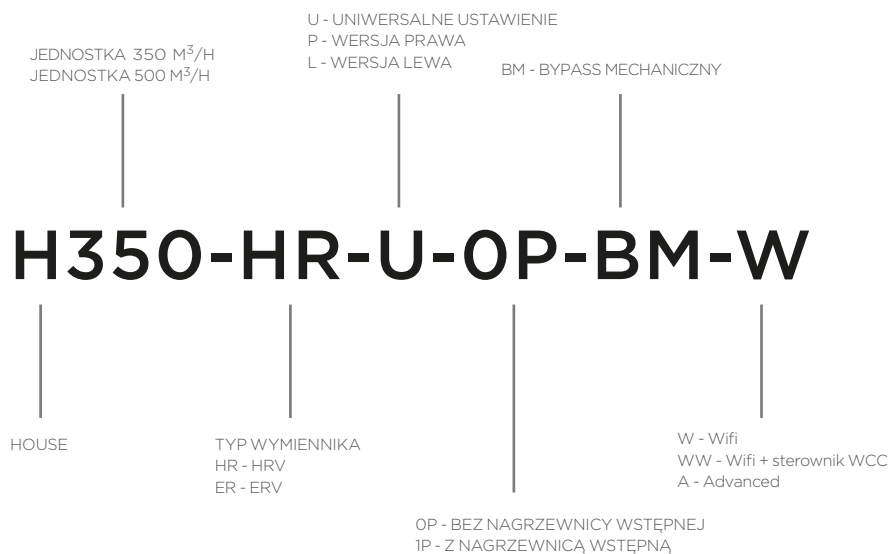 U - UNIWERSALNE USTAWIENIE
P - WERSJA PRAWA
L - WERSJA LEWA
JEDNOSTKA 350 M³/H
JEDNOSTKA 500 M³/H
BM - BYPASS MECHANICZNY
H350-HR-U-0P-BM-W
HOUSE
TYP WYMIENNIKA
HR - HRV
ER - ERV
W - Wifi
WW - Wifi + sterownik WCC
A - Advanced
0P - BEZ NAGRZEWNICY WSTĘPNEJ
1P - Z NAGRZEWNICĄ WSTĘPNĄ